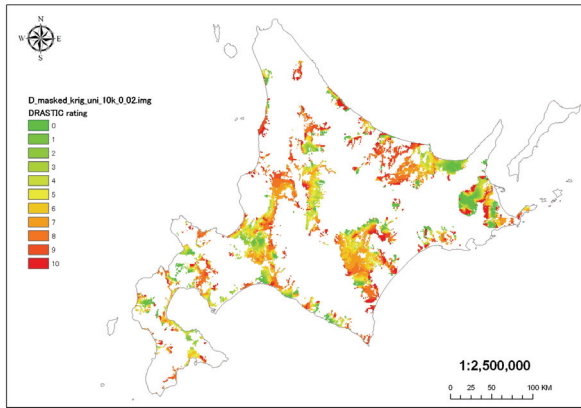 N
W E
S
D_masked_krig_uni_10k_0_02.img
DRASTIC rating
0
1
2
3
4
5
6
7
8
9
10
1:2,500,000
0 25 50 100 KM